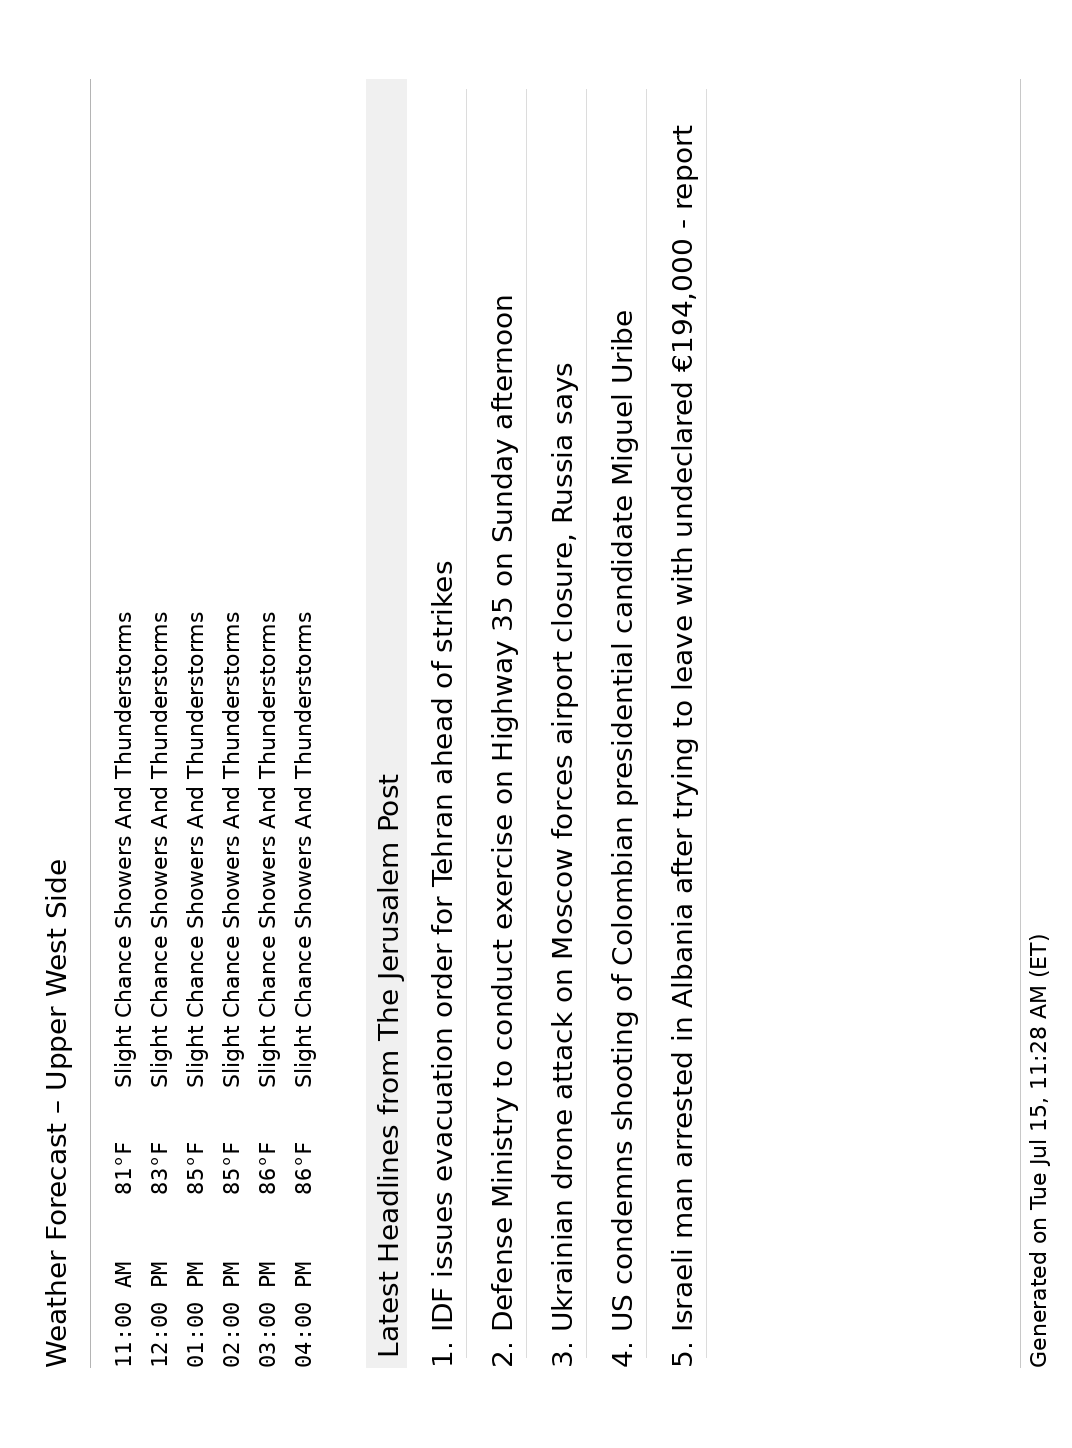 Weather Forecast – Upper West Side
11:00 AM 81°F Slight Chance Showers And Thunderstorms
12:00 PM 83°F Slight Chance Showers And Thunderstorms
01:00 PM 85°F Slight Chance Showers And Thunderstorms
02:00 PM 85°F Slight Chance Showers And Thunderstorms
03:00 PM 86°F Slight Chance Showers And Thunderstorms
04:00 PM 86°F Slight Chance Showers And Thunderstorms
Latest Headlines from The Jerusalem Post
1. IDF issues evacuation order for Tehran ahead of strikes
2. Defense Ministry to conduct exercise on Highway 35 on Sunday afternoon
3. Ukrainian drone attack on Moscow forces airport closure, Russia says
4. US condemns shooting of Colombian presidential candidate Miguel Uribe
5. Israeli man arrested in Albania after trying to leave with undeclared €194,000 - report
Generated on Tue Jul 15, 11:28 AM (ET)